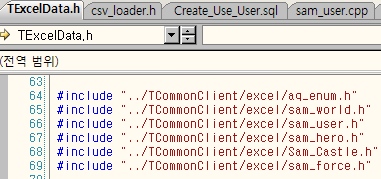 TExcelData.h csv_loader.h Create_Use_User.sql sam_user.cpp
TExcelData,h
(전역 범위)
63
64 #include "../TCommonClient/excel/aq_enum.h"
65 #include "../TCommonClient/excel/sam_world.h"
66 #include "../TCommonClient/excel/sam_user.h"
67 #include "../TCommonClient/excel/sam_hero.h"
68 #include "../TCommonClient/excel/Sam_Castle.h"
69 #include "../TCommonClient/excel/sam_force.h"